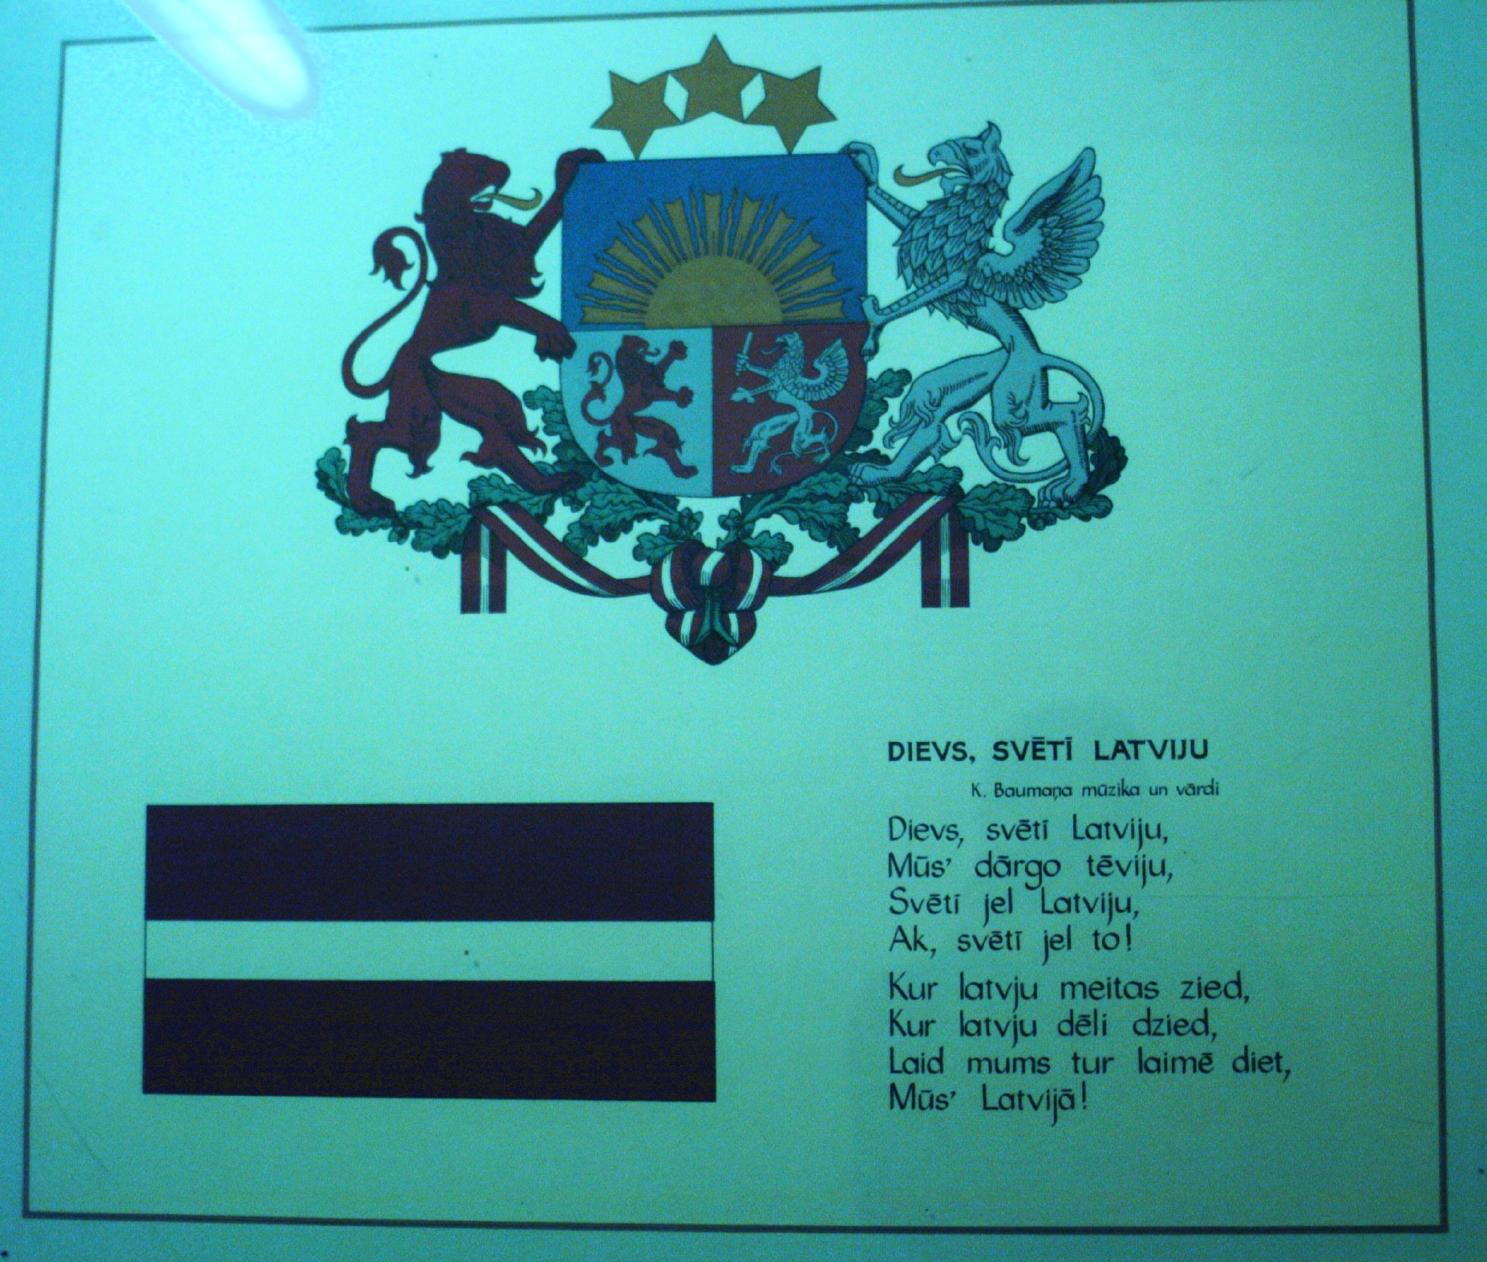 DIEVS, SVĒTĪ LATVIJU
K. Baumaņa mūzika un vārdi
Dievs, svētī Latviju,
Mūs' dārgo tēviju,
Svētī jel Latviju,
Ak, svētī jel to!
Kur latvju meitas zied,
Kur latvju dēli dzied,
Laid mums tur laimē diet,
Mūs' Latvijā!